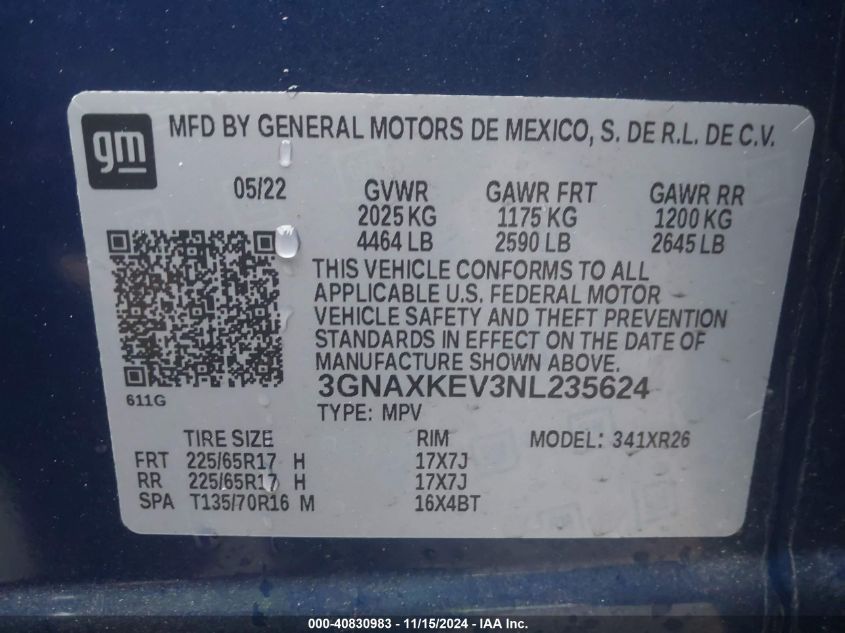 gm
MFD BY GENERAL MOTORS DE MEXICO, S. DE R.L. DE C.V.
05/22 GVWR GAWR FRT GAWR RR
2025 KG 1175 KG 1200 KG
4464 LB 2590 LB 2645 LB
THIS VEHICLE CONFORMS TO ALL
APPLICABLE U.S. FEDERAL MOTOR
VEHICLE SAFETY AND THEFT PREVENTION
STANDARDS IN EFFECT ON THE DATE OF
MANUFACTURE SHOWN ABOVE.
3GNAXKEV3NL235624
611G
TYPE: MPV
TIRE SIZE RIM MODEL: 341XR26
FRT 225/65R17 H 17X7J
RR 225/65R17 H 17X7J
SPA T135/70R16 M 16X4BT
000-40830983 - 11/15/2024 - IAAI.com